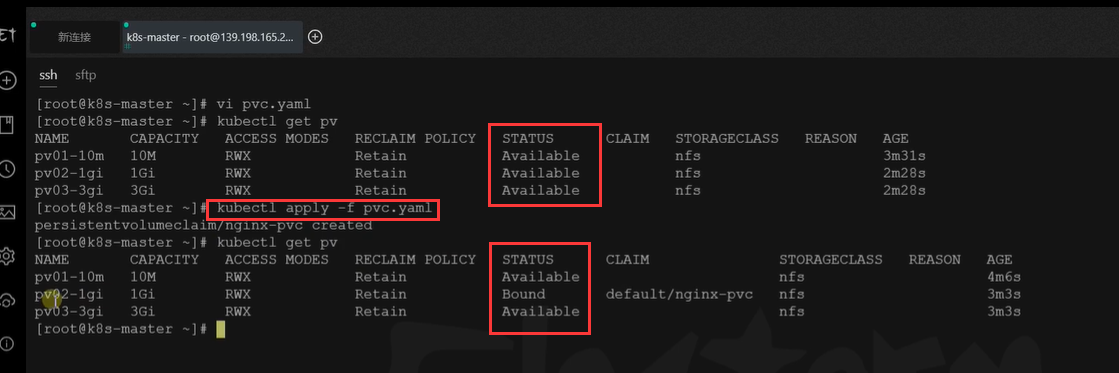 新连接
k8s-master - root@139.198.165.2...
ssh sftp
[root@k8s-master ~]# vi pvc.yaml
[root@k8s-master ~]# kubectl get pv
NAME CAPACITY ACCESS MODES RECLAIM POLICY STATUS CLAIM STORAGECLASS REASON AGE
pv01-10m 10M RWX Retain Available nfs 3m31s
pv02-1gi 1Gi RWX Retain Available nfs 2m28s
pv03-3gi 3Gi RWX Retain Available nfs 2m28s
[root@k8s-master ~]# kubectl apply -f pvc.yaml
persistentvolumeclaim/nginx-pvc created
[root@k8s-master ~]# kubectl get pv
NAME CAPACITY ACCESS MODES RECLAIM POLICY STATUS CLAIM STORAGECLASS REASON AGE
pv01-10m 10M RWX Retain Available nfs 4m6s
pv02-1gi 1Gi RWX Retain Bound default/nginx-pvc nfs 3m3s
pv03-3gi 3Gi RWX Retain Available nfs 3m3s
[root@k8s-master ~]#